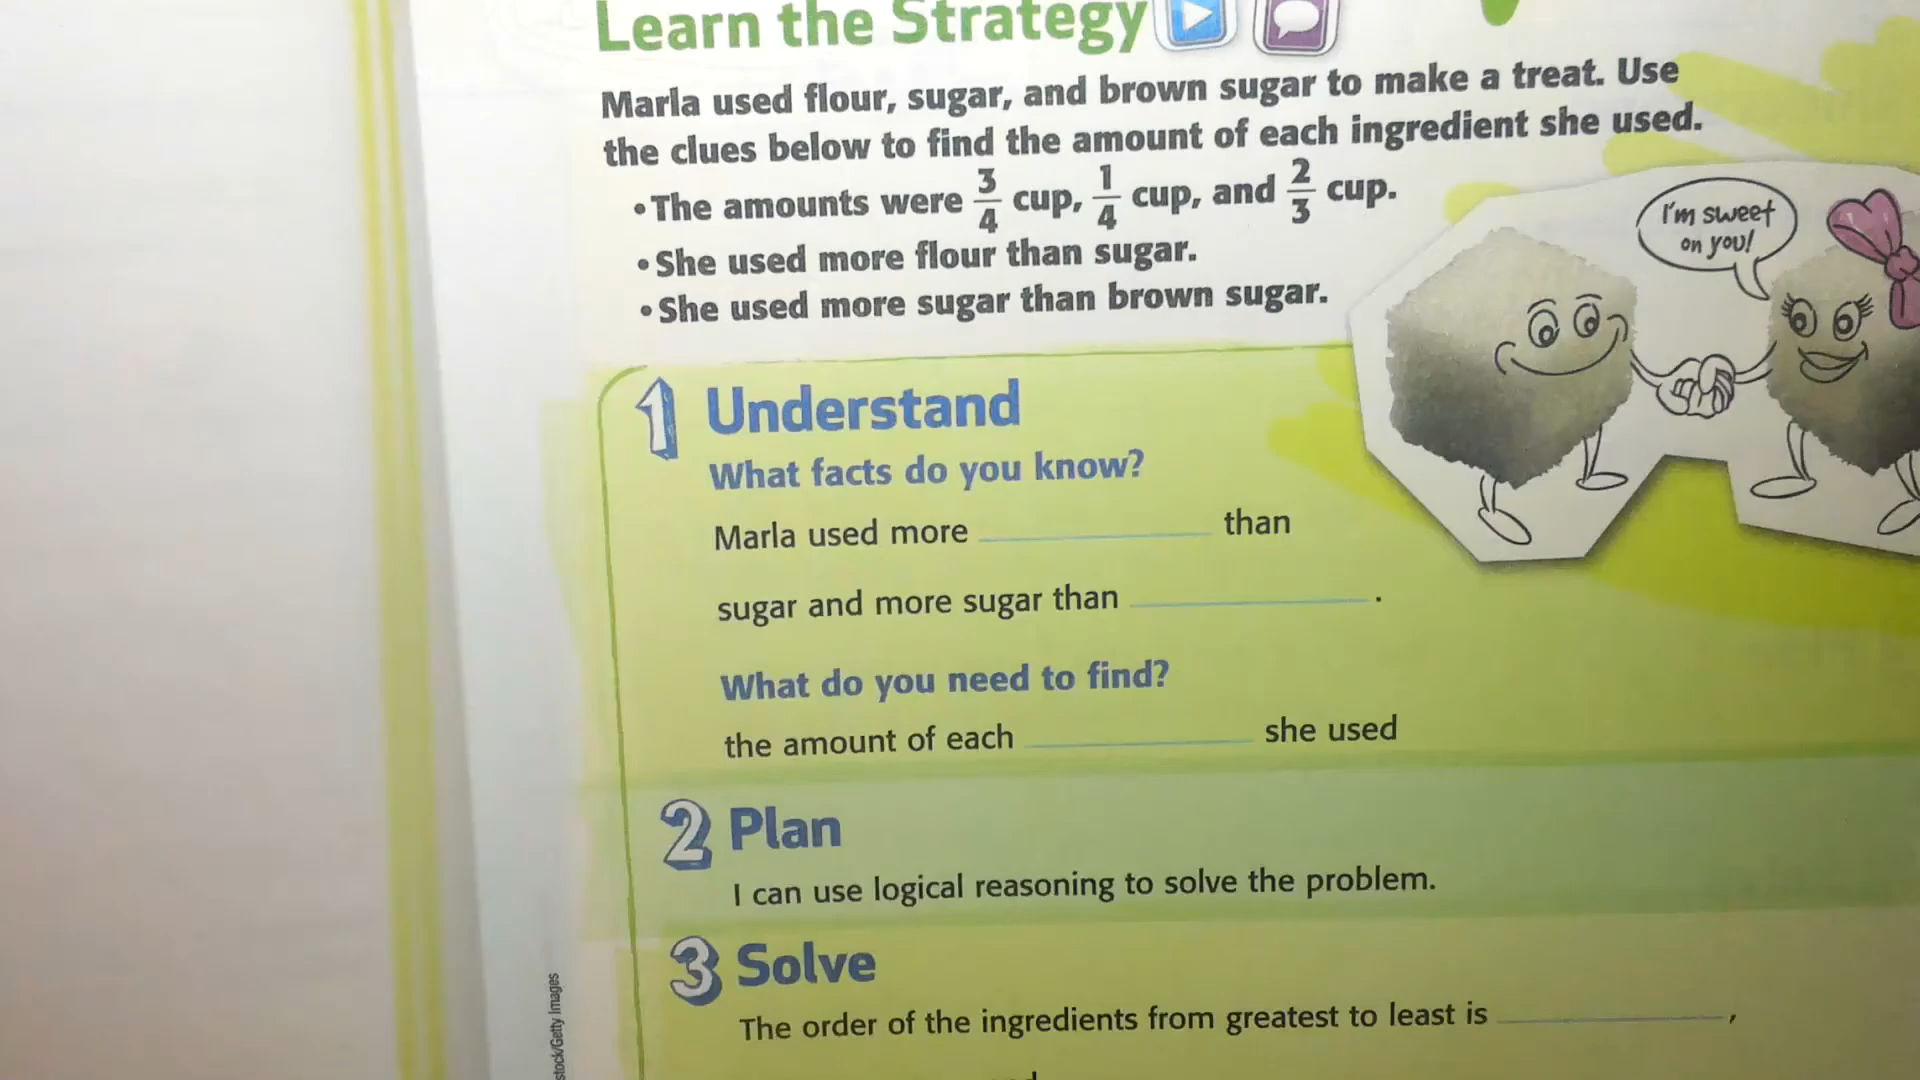 Learn the Strategy
Marla used flour, sugar, and brown sugar to make a treat. Use
the clues below to find the amount of each ingredient she used.
• The amounts were 3/4 cup, 1/4 cup, and 2/3 cup.
• She used more flour than sugar.
• She used more sugar than brown sugar.
I'm sweet
on you!
1 Understand
What facts do you know?
Marla used more ____________ than
sugar and more sugar than ____________ .
What do you need to find?
the amount of each ____________ she used
2 Plan
I can use logical reasoning to solve the problem.
3 Solve
The order of the ingredients from greatest to least is ____________ ,
stock/Getty Images